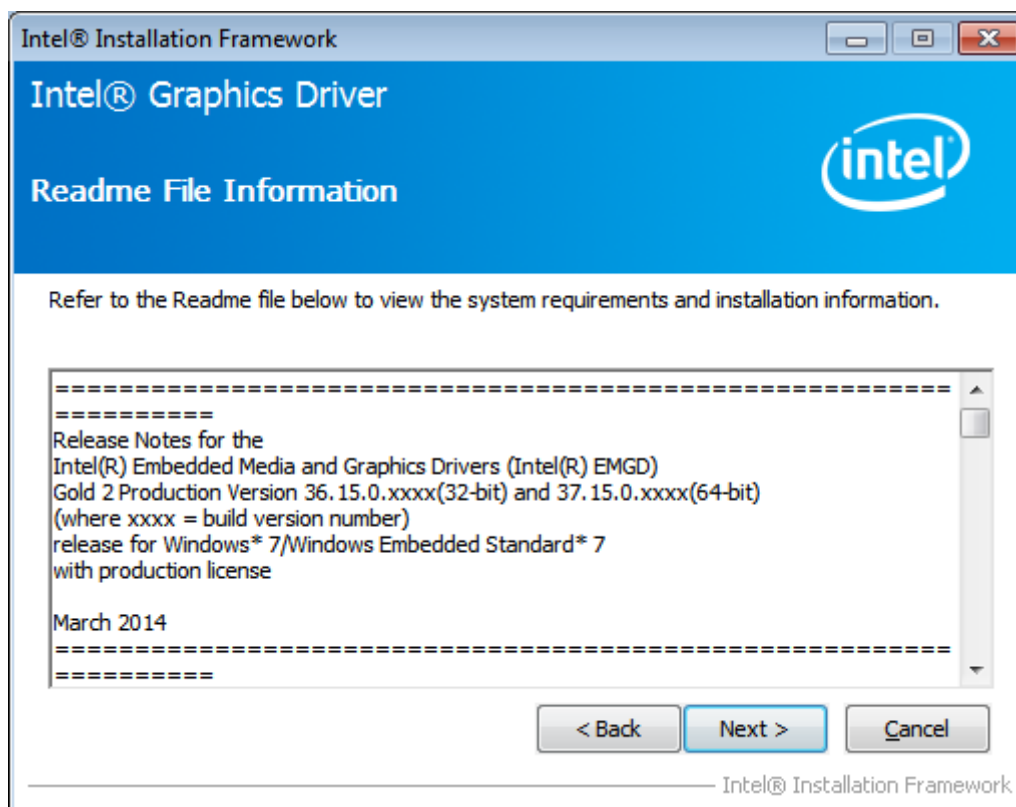 Intel® Installation Framework
Intel® Graphics Driver
Readme File Information
intel
Refer to the Readme file below to view the system requirements and installation information.
========================================================
==========
Release Notes for the
Intel(R) Embedded Media and Graphics Drivers (Intel(R) EMGD)
Gold 2 Production Version 36.15.0.xxxx(32-bit) and 37.15.0.xxxx(64-bit)
(where xxxx = build version number)
release for Windows* 7/Windows Embedded Standard* 7
with production license
March 2014
========================================================
==========
< Back Next > Cancel
Intel® Installation Framework